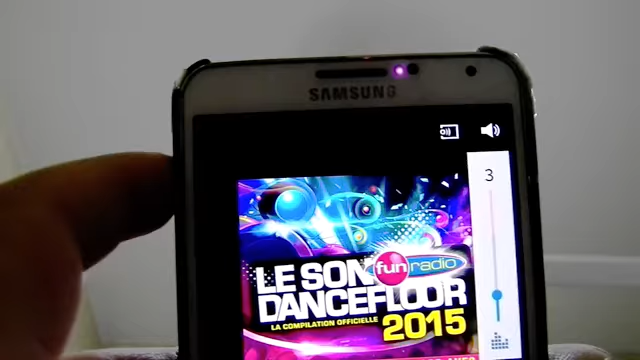 SAMSUNG
3
LE SON
fun radio
DANCEFLOOR
LA COMPILATION OFFICIELLE
2015